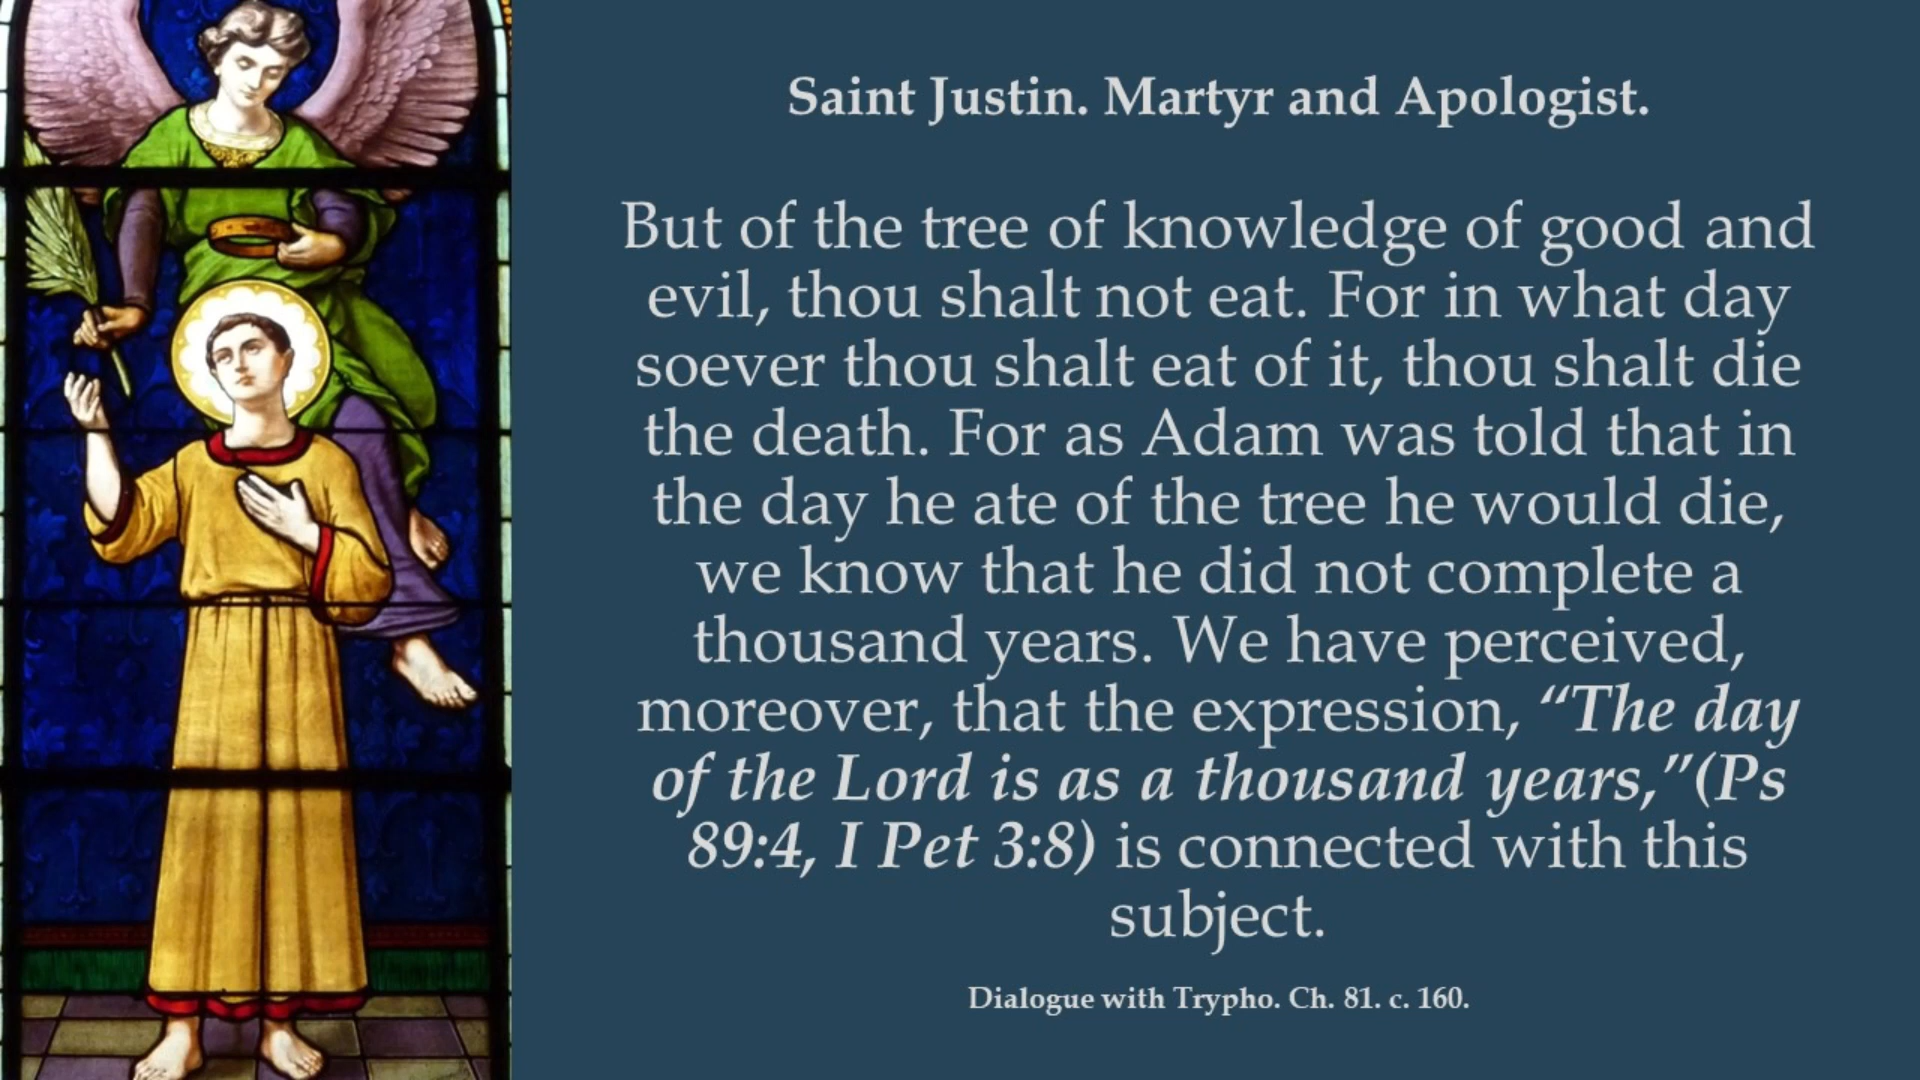 Saint Justin. Martyr and Apologist.
But of the tree of knowledge of good and
evil, thou shalt not eat. For in what day
soever thou shalt eat of it, thou shalt die
the death. For as Adam was told that in
the day he ate of the tree he would die,
we know that he did not complete a
thousand years. We have perceived,
moreover, that the expression, “The day
of the Lord is as a thousand years,”(Ps
89:4, I Pet 3:8) is connected with this
subject.
Dialogue with Trypho. Ch. 81. c. 160.